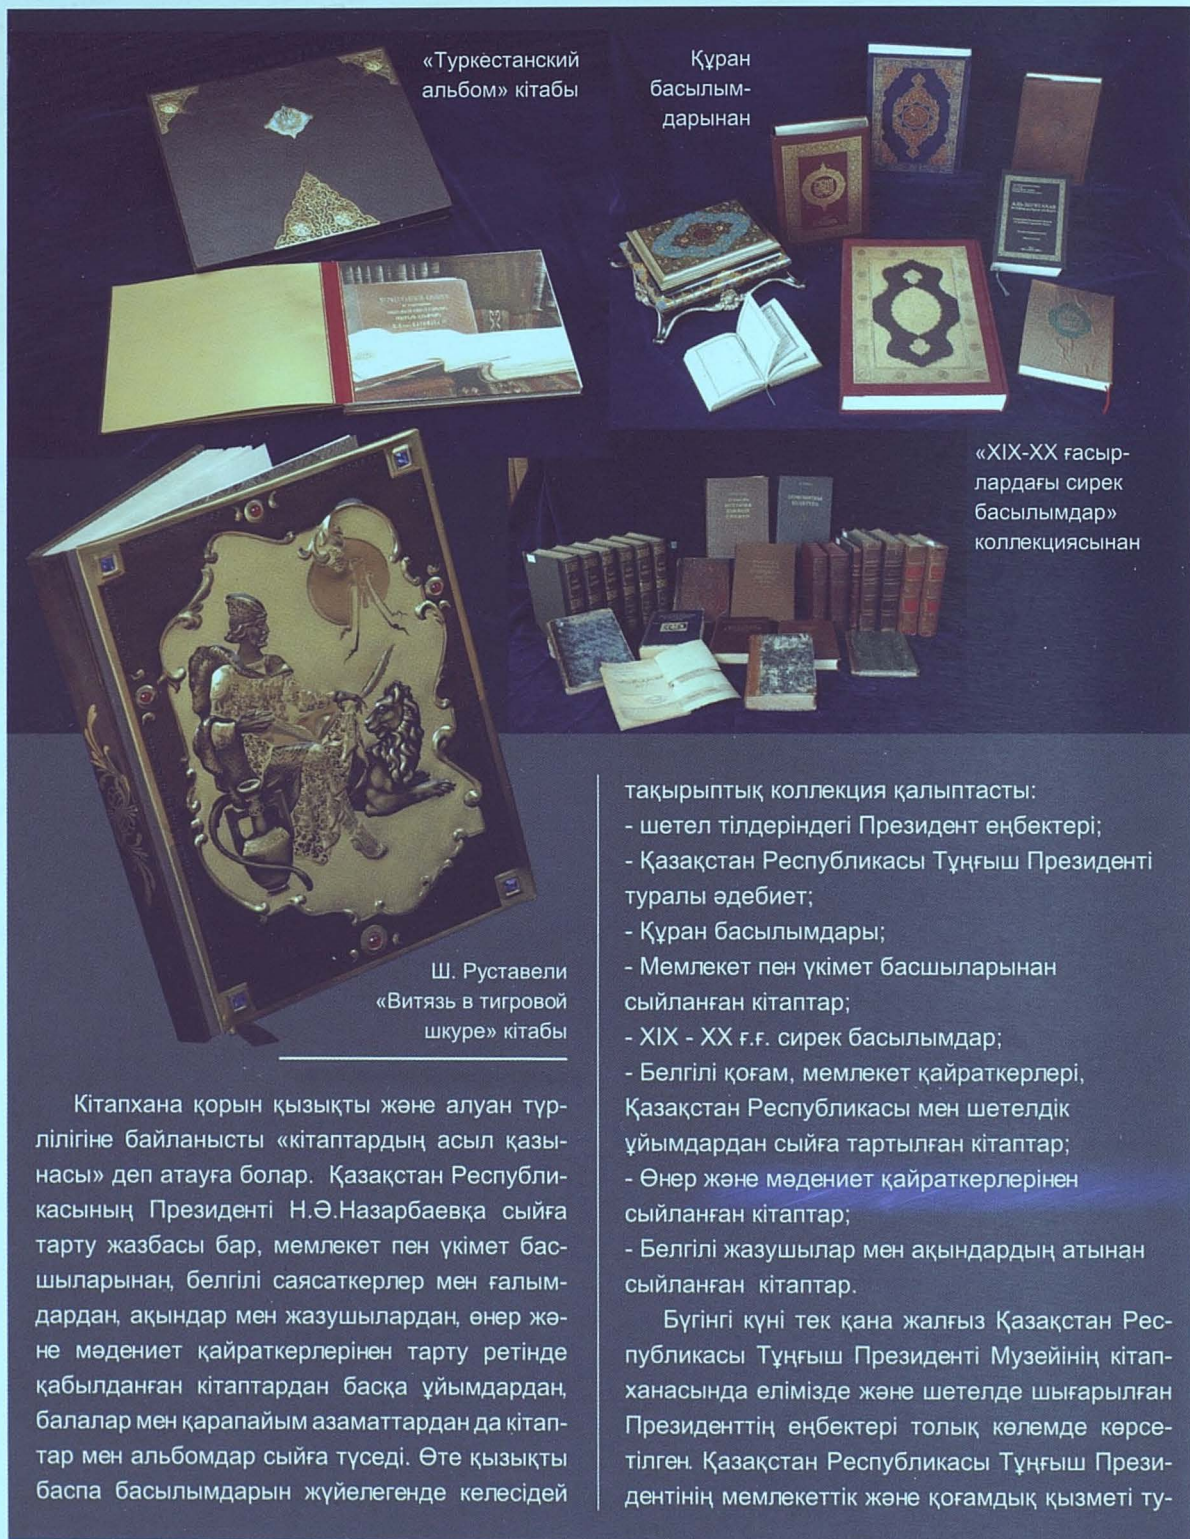 «Туркестанский
альбом» кітабы
Құран
басылым-
дарынан
«XIX-XX ғасыр-
лардағы сирек
басылымдар»
коллекциясынан
Ш. Руставели
«Витязь в тигровой
шкуре» кітабы
Кітапхана қорын қызықты және алуан түр-
лілігіне байланысты «кітаптардың асыл қазы-
насы» деп атауға болар. Қазақстан Республи-
касының Президенті Н.Ә.Назарбаевқа сыйға
тарту жазбасы бар, мемлекет пен үкімет бас-
шыларынан, белгілі саясаткерлер мен ғалым-
дардан, ақындар мен жазушылардан, өнер жә-
не мәдениет қайраткерлерінен тарту ретінде
қабылданған кітаптардан басқа ұйымдардан,
балалар мен қарапайым азаматтардан да кітап-
тар мен альбомдар сыйға түседі. Өте қызықты
баспа басылымдарын жүйелегенде келесідей
тақырыптық коллекция қалыптасты:
- шетел тілдеріндегі Президент еңбектері;
- Қазақстан Республикасы Тұңғыш Президенті
туралы әдебиет;
- Құран басылымдары;
- Мемлекет пен үкімет басшыларынан
сыйланған кітаптар;
- XIX - XX ғ.ғ. сирек басылымдар;
- Белгілі қоғам, мемлекет қайраткерлері,
Қазақстан Республикасы мен шетелдік
ұйымдардан сыйға тартылған кітаптар;
- Өнер және мәдениет қайраткерлерінен
сыйланған кітаптар;
- Белгілі жазушылар мен ақындардың атынан
сыйланған кітаптар.
Бүгінгі күні тек қана жалғыз Қазақстан Рес-
публикасы Тұңғыш Президенті Музейінің кітап-
ханасында елімізде және шетелде шығарылған
Президенттің еңбектері толық көлемде көрсе-
тілген. Қазақстан Республикасы Тұңғыш Прези-
дентінің мемлекеттік және қоғамдық қызметі ту-